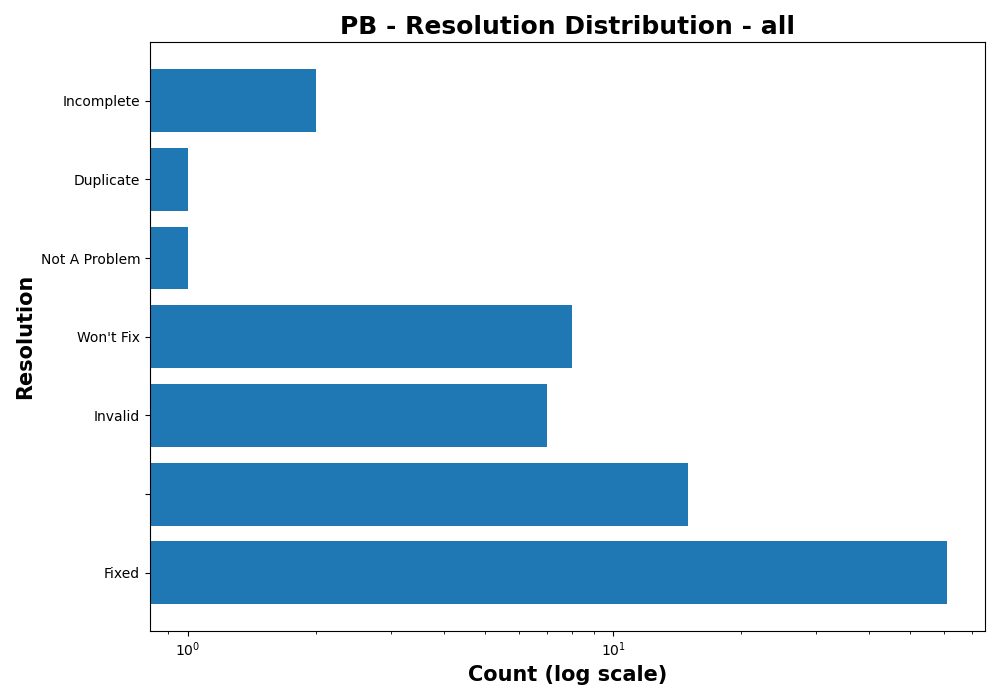 PB - Resolution Distribution - all
Incomplete
Duplicate
Not A Problem
Won't Fix
Invalid
Fixed
Resolution
10⁰
10¹
Count (log scale)